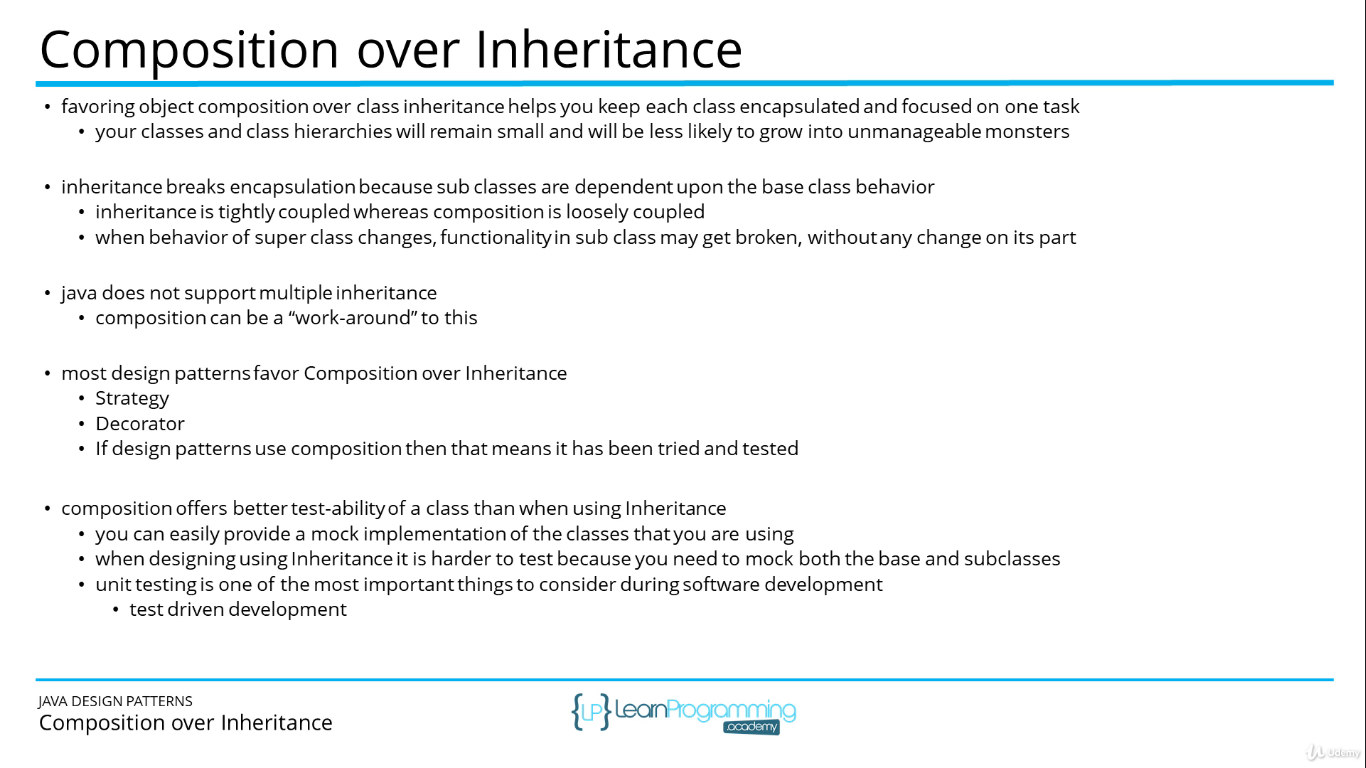 Composition over Inheritance
• favoring object composition over class inheritance helps you keep each class encapsulated and focused on one task
• your classes and class hierarchies will remain small and will be less likely to grow into unmanageable monsters
• inheritance breaks encapsulation because sub classes are dependent upon the base class behavior
• inheritance is tightly coupled whereas composition is loosely coupled
• when behavior of super class changes, functionality in sub class may get broken, without any change on its part
• java does not support multiple inheritance
• composition can be a “work-around” to this
• most design patterns favor Composition over Inheritance
• Strategy
• Decorator
• If design patterns use composition then that means it has been tried and tested
• composition offers better test-ability of a class than when using Inheritance
• you can easily provide a mock implementation of the classes that you are using
• when designing using Inheritance it is harder to test because you need to mock both the base and subclasses
• unit testing is one of the most important things to consider during software development
• test driven development
JAVA DESIGN PATTERNS
Composition over Inheritance
{LP} LearnProgramming
.academy
Udemy